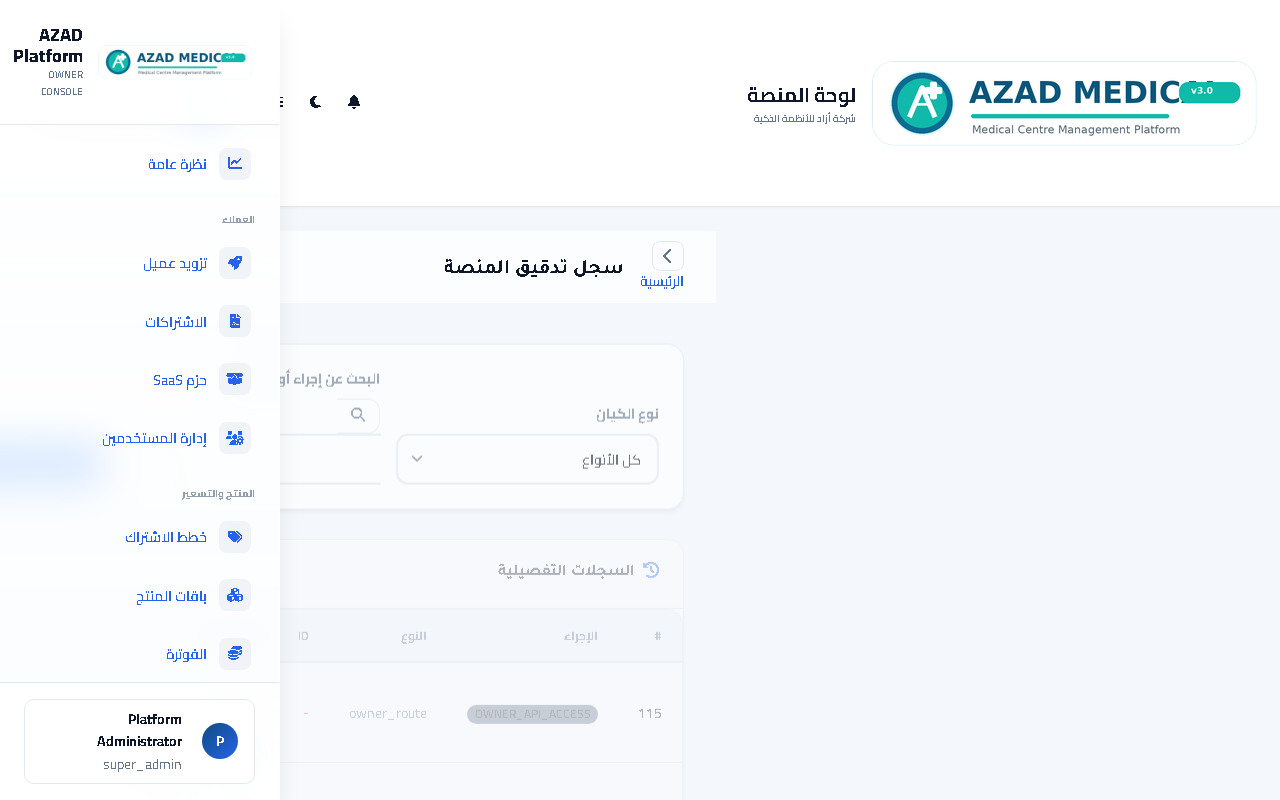 AZAD MEDIC
v3.0
Medical Centre Management Platform
لوحة المنصة
شركة أزاد للأنظمة الذكية
AZAD
Platform
OWNER
CONSOLE
AZAD MEDIC
v3.0
Medical Centre Management Platform
نظرة عامة
العملاء
تزويد عميل
الاشتراكات
حزم SaaS
إدارة المستخدمين
المنتج والتسعير
خطط الاشتراك
باقات المنتج
الفوترة
P
Platform
Administrator
super_admin
الرئيسية
سجل تدقيق المنصة
نوع الكيان
كل الأنواع
البحث عن إجراء أو
السجلات التفصيلية
# الإجراء النوع ID
115 OWNER_API_ACCESS owner_route -